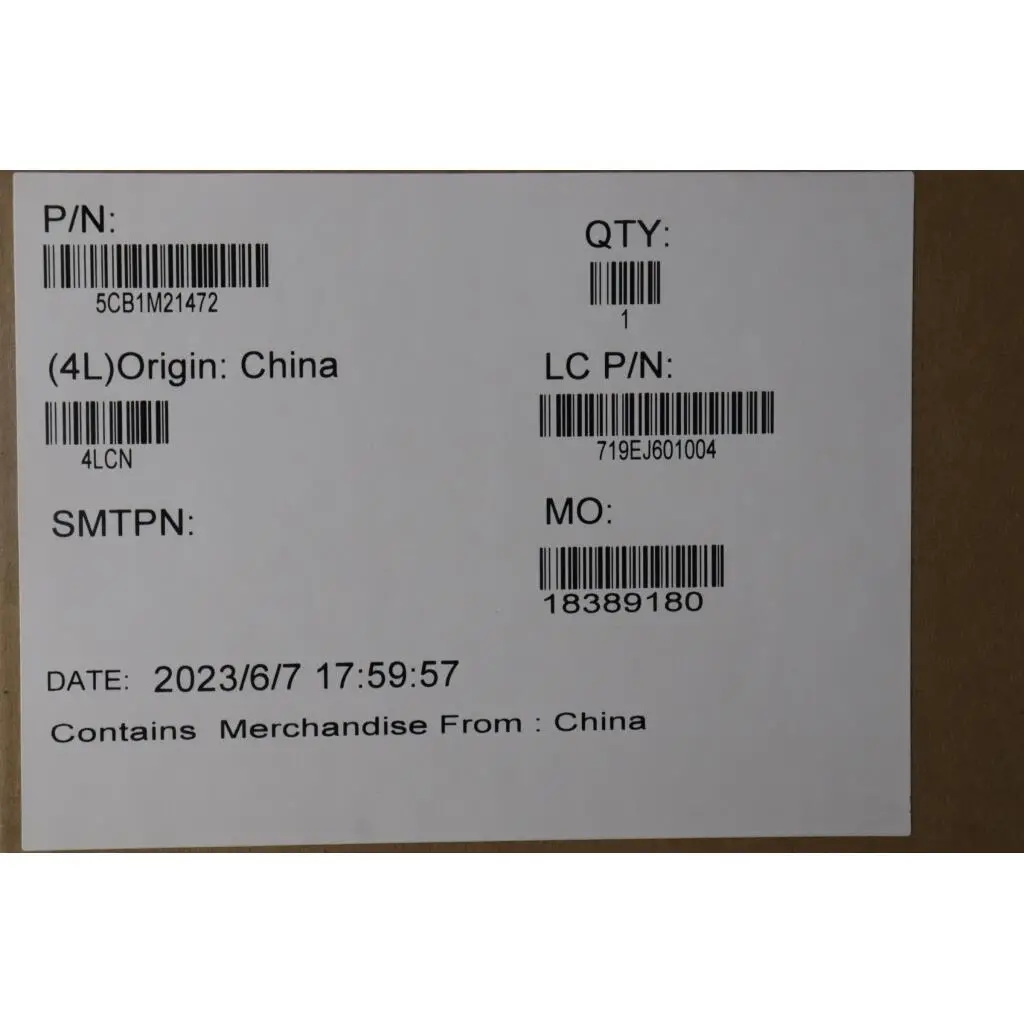 P/N:
5CB1M21472
QTY:
1
(4L)Origin: China
4LCN
LC P/N:
719EJ601004
SMTPN:
MO:
18389180
DATE: 2023/6/7 17:59:57
Contains Merchandise From : China